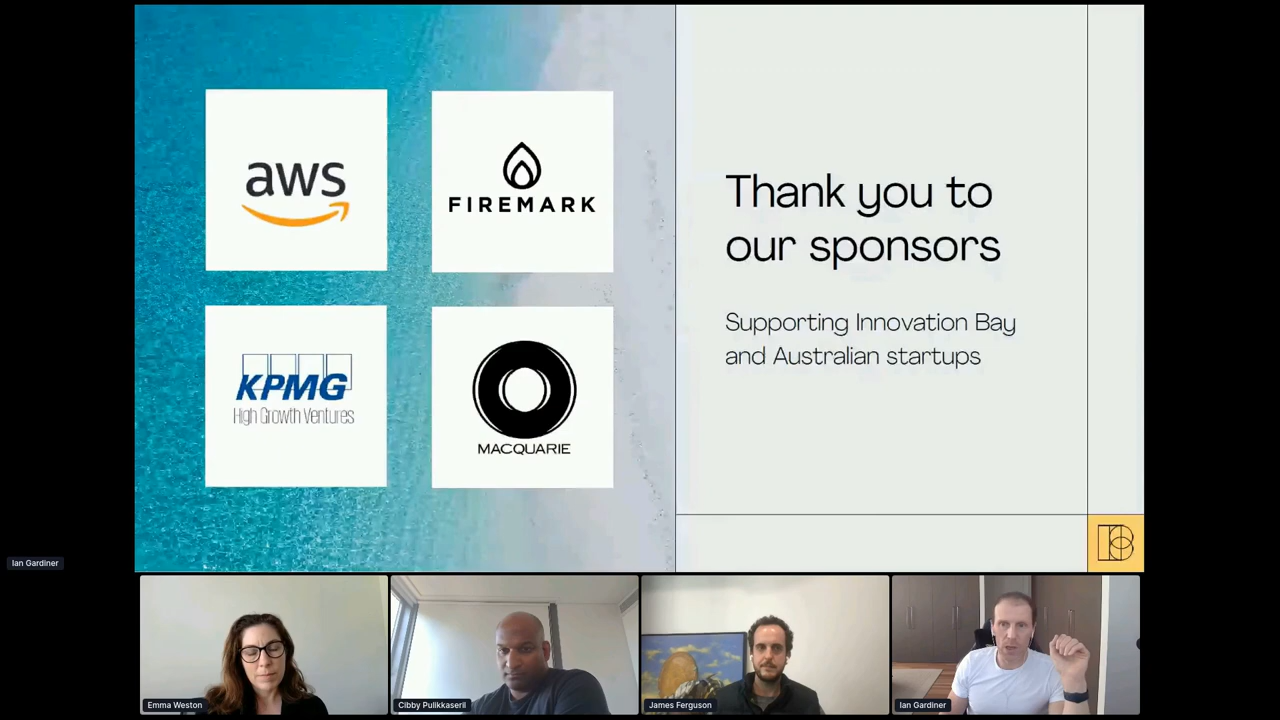 aws
FIREMARK
KPMG
High Growth Ventures
MACQUARIE
Thank you to
our sponsors
Supporting Innovation Bay
and Australian startups
Ian Gardiner
Emma Weston
Cibby Pulikkaseril
James Ferguson
Ian Gardiner